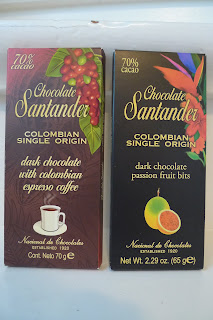 70%
cacao
Chocolate
Santander
COLOMBIAN
SINGLE ORIGIN
dark chocolate
with colombian
espresso coffee
Nacional de Chocolates
ESTABLISHED 1920
Cont. Neto 70 g e
70%
cacao
Chocolate
Santander
COLOMBIAN
SINGLE ORIGIN
dark chocolate
passion fruit bits
Nacional de Chocolates
ESTABLISHED 1920
Net Wt. 2.29 oz. (65 g) e